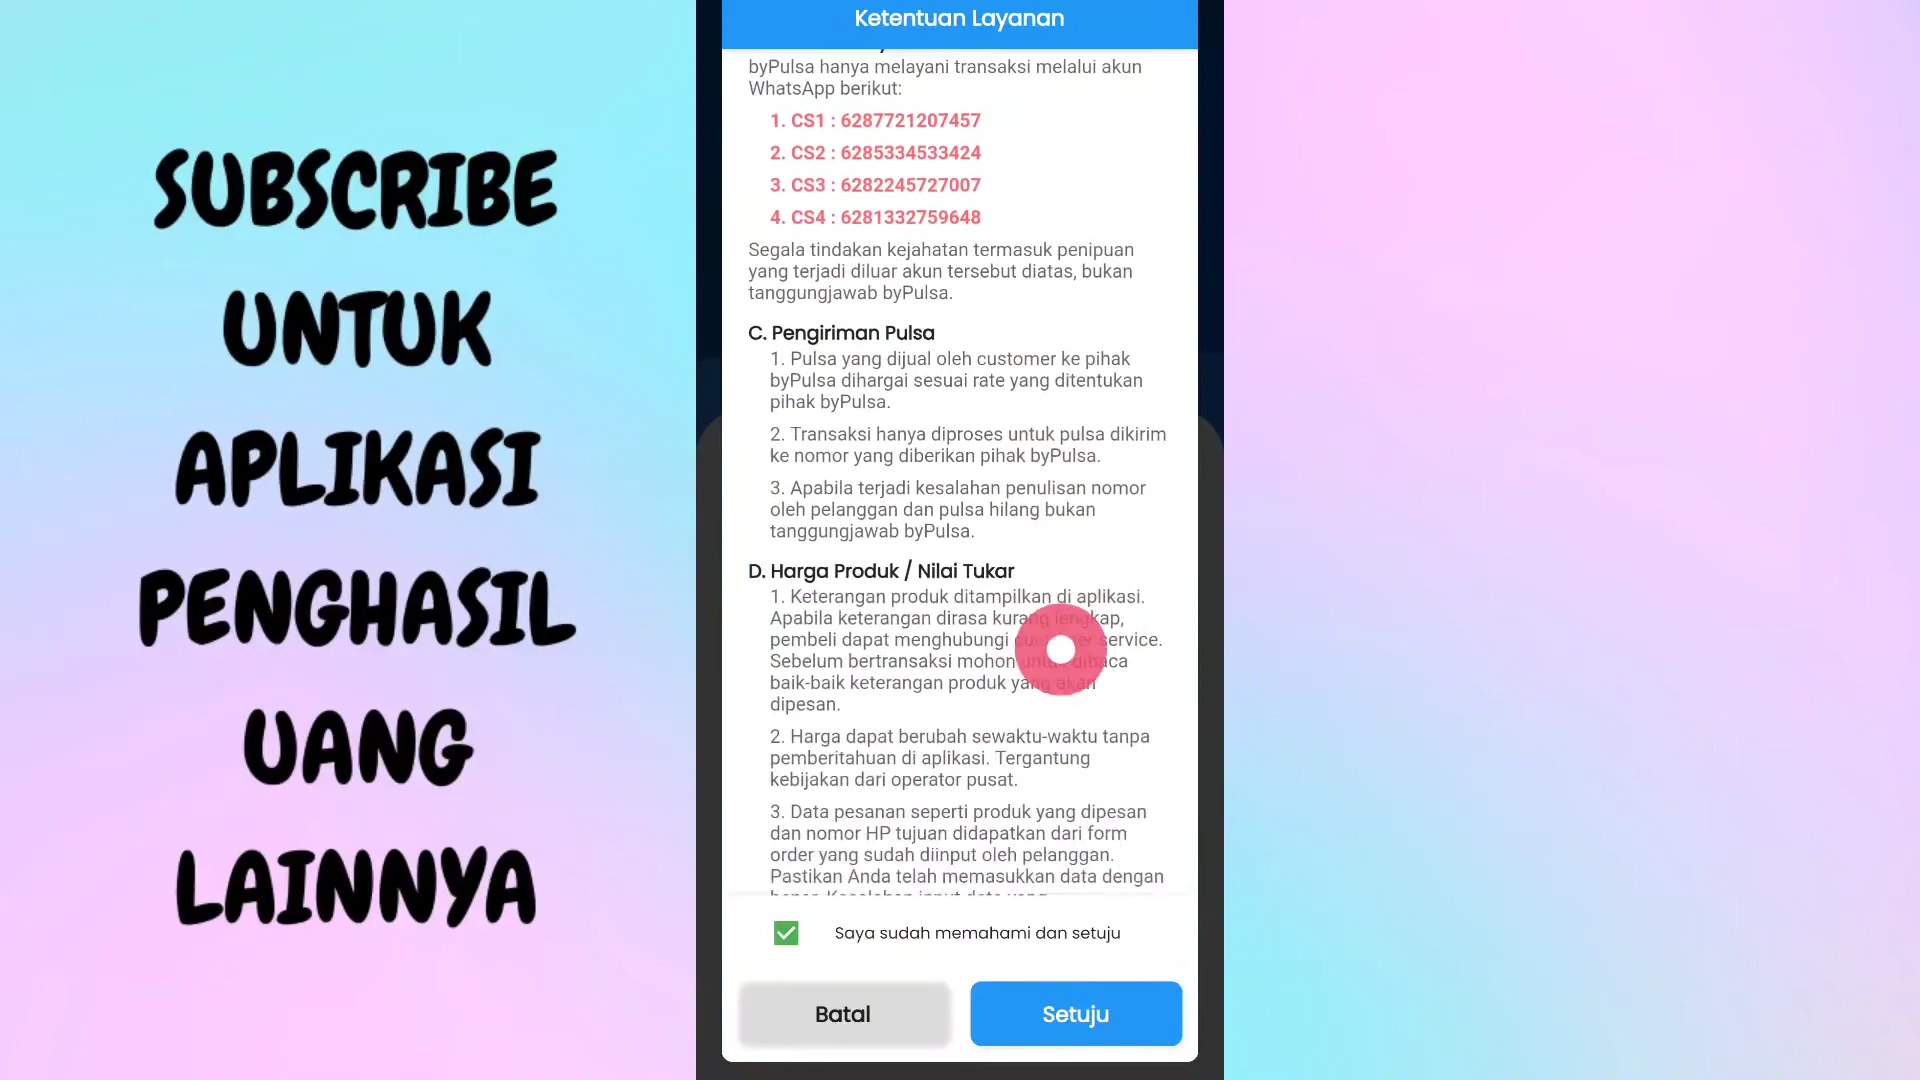 SUBSCRIBE
UNTUK
APLIKASI
PENGHASIL
UANG
LAINNYA
Ketentuan Layanan
byPulsa hanya melayani transaksi melalui akun
WhatsApp berikut:
1. CS1 : 6287721207457
2. CS2 : 6285334533424
3. CS3 : 6282245727007
4. CS4 : 6281332759648
Segala tindakan kejahatan termasuk penipuan
yang terjadi diluar akun tersebut diatas, bukan
tanggungjawab byPulsa.
C. Pengiriman Pulsa
1. Pulsa yang dijual oleh customer ke pihak
byPulsa dihargai sesuai rate yang ditentukan
pihak byPulsa.
2. Transaksi hanya diproses untuk pulsa dikirim
ke nomor yang diberikan pihak byPulsa.
3. Apabila terjadi kesalahan penulisan nomor
oleh pelanggan dan pulsa hilang bukan
tanggungjawab byPulsa.
D. Harga Produk / Nilai Tukar
1. Keterangan produk ditampilkan di aplikasi.
Apabila keterangan dirasa kurang lengkap,
pembeli dapat menghubungi customer service.
Sebelum bertransaksi mohon untuk dibaca
baik-baik keterangan produk yang akan
dipesan.
2. Harga dapat berubah sewaktu-waktu tanpa
pemberitahuan di aplikasi. Tergantung
kebijakan dari operator pusat.
3. Data pesanan seperti produk yang dipesan
dan nomor HP tujuan didapatkan dari form
order yang sudah diinput oleh pelanggan.
Pastikan Anda telah memasukkan data dengan
Saya sudah memahami dan setuju
Batal
Setuju